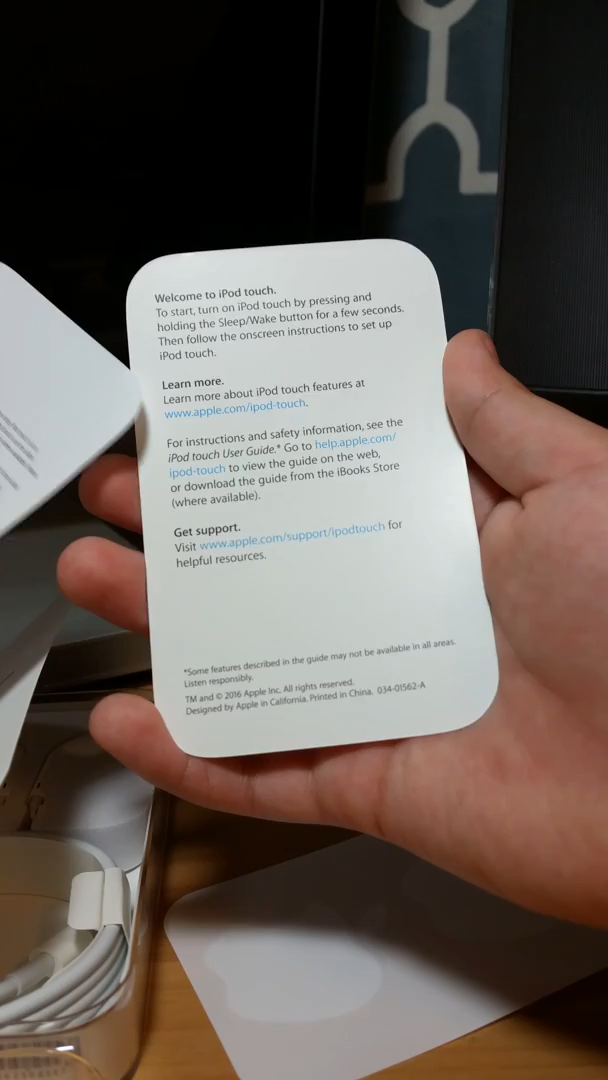 Welcome to iPod touch.
To start, turn on iPod touch by pressing and
holding the Sleep/Wake button for a few seconds.
Then follow the onscreen instructions to set up
iPod touch.
Learn more.
Learn more about iPod touch features at
www.apple.com/ipod-touch.
For instructions and safety information, see the
iPod touch User Guide.* Go to help.apple.com/
ipod-touch to view the guide on the web,
or download the guide from the iBooks Store
(where available).
Get support.
Visit www.apple.com/support/ipodtouch for
helpful resources.
*Some features described in the guide may not be available in all areas.
Listen responsibly.
TM and © 2016 Apple Inc. All rights reserved.
Designed by Apple in California. Printed in China. 034-01562-A